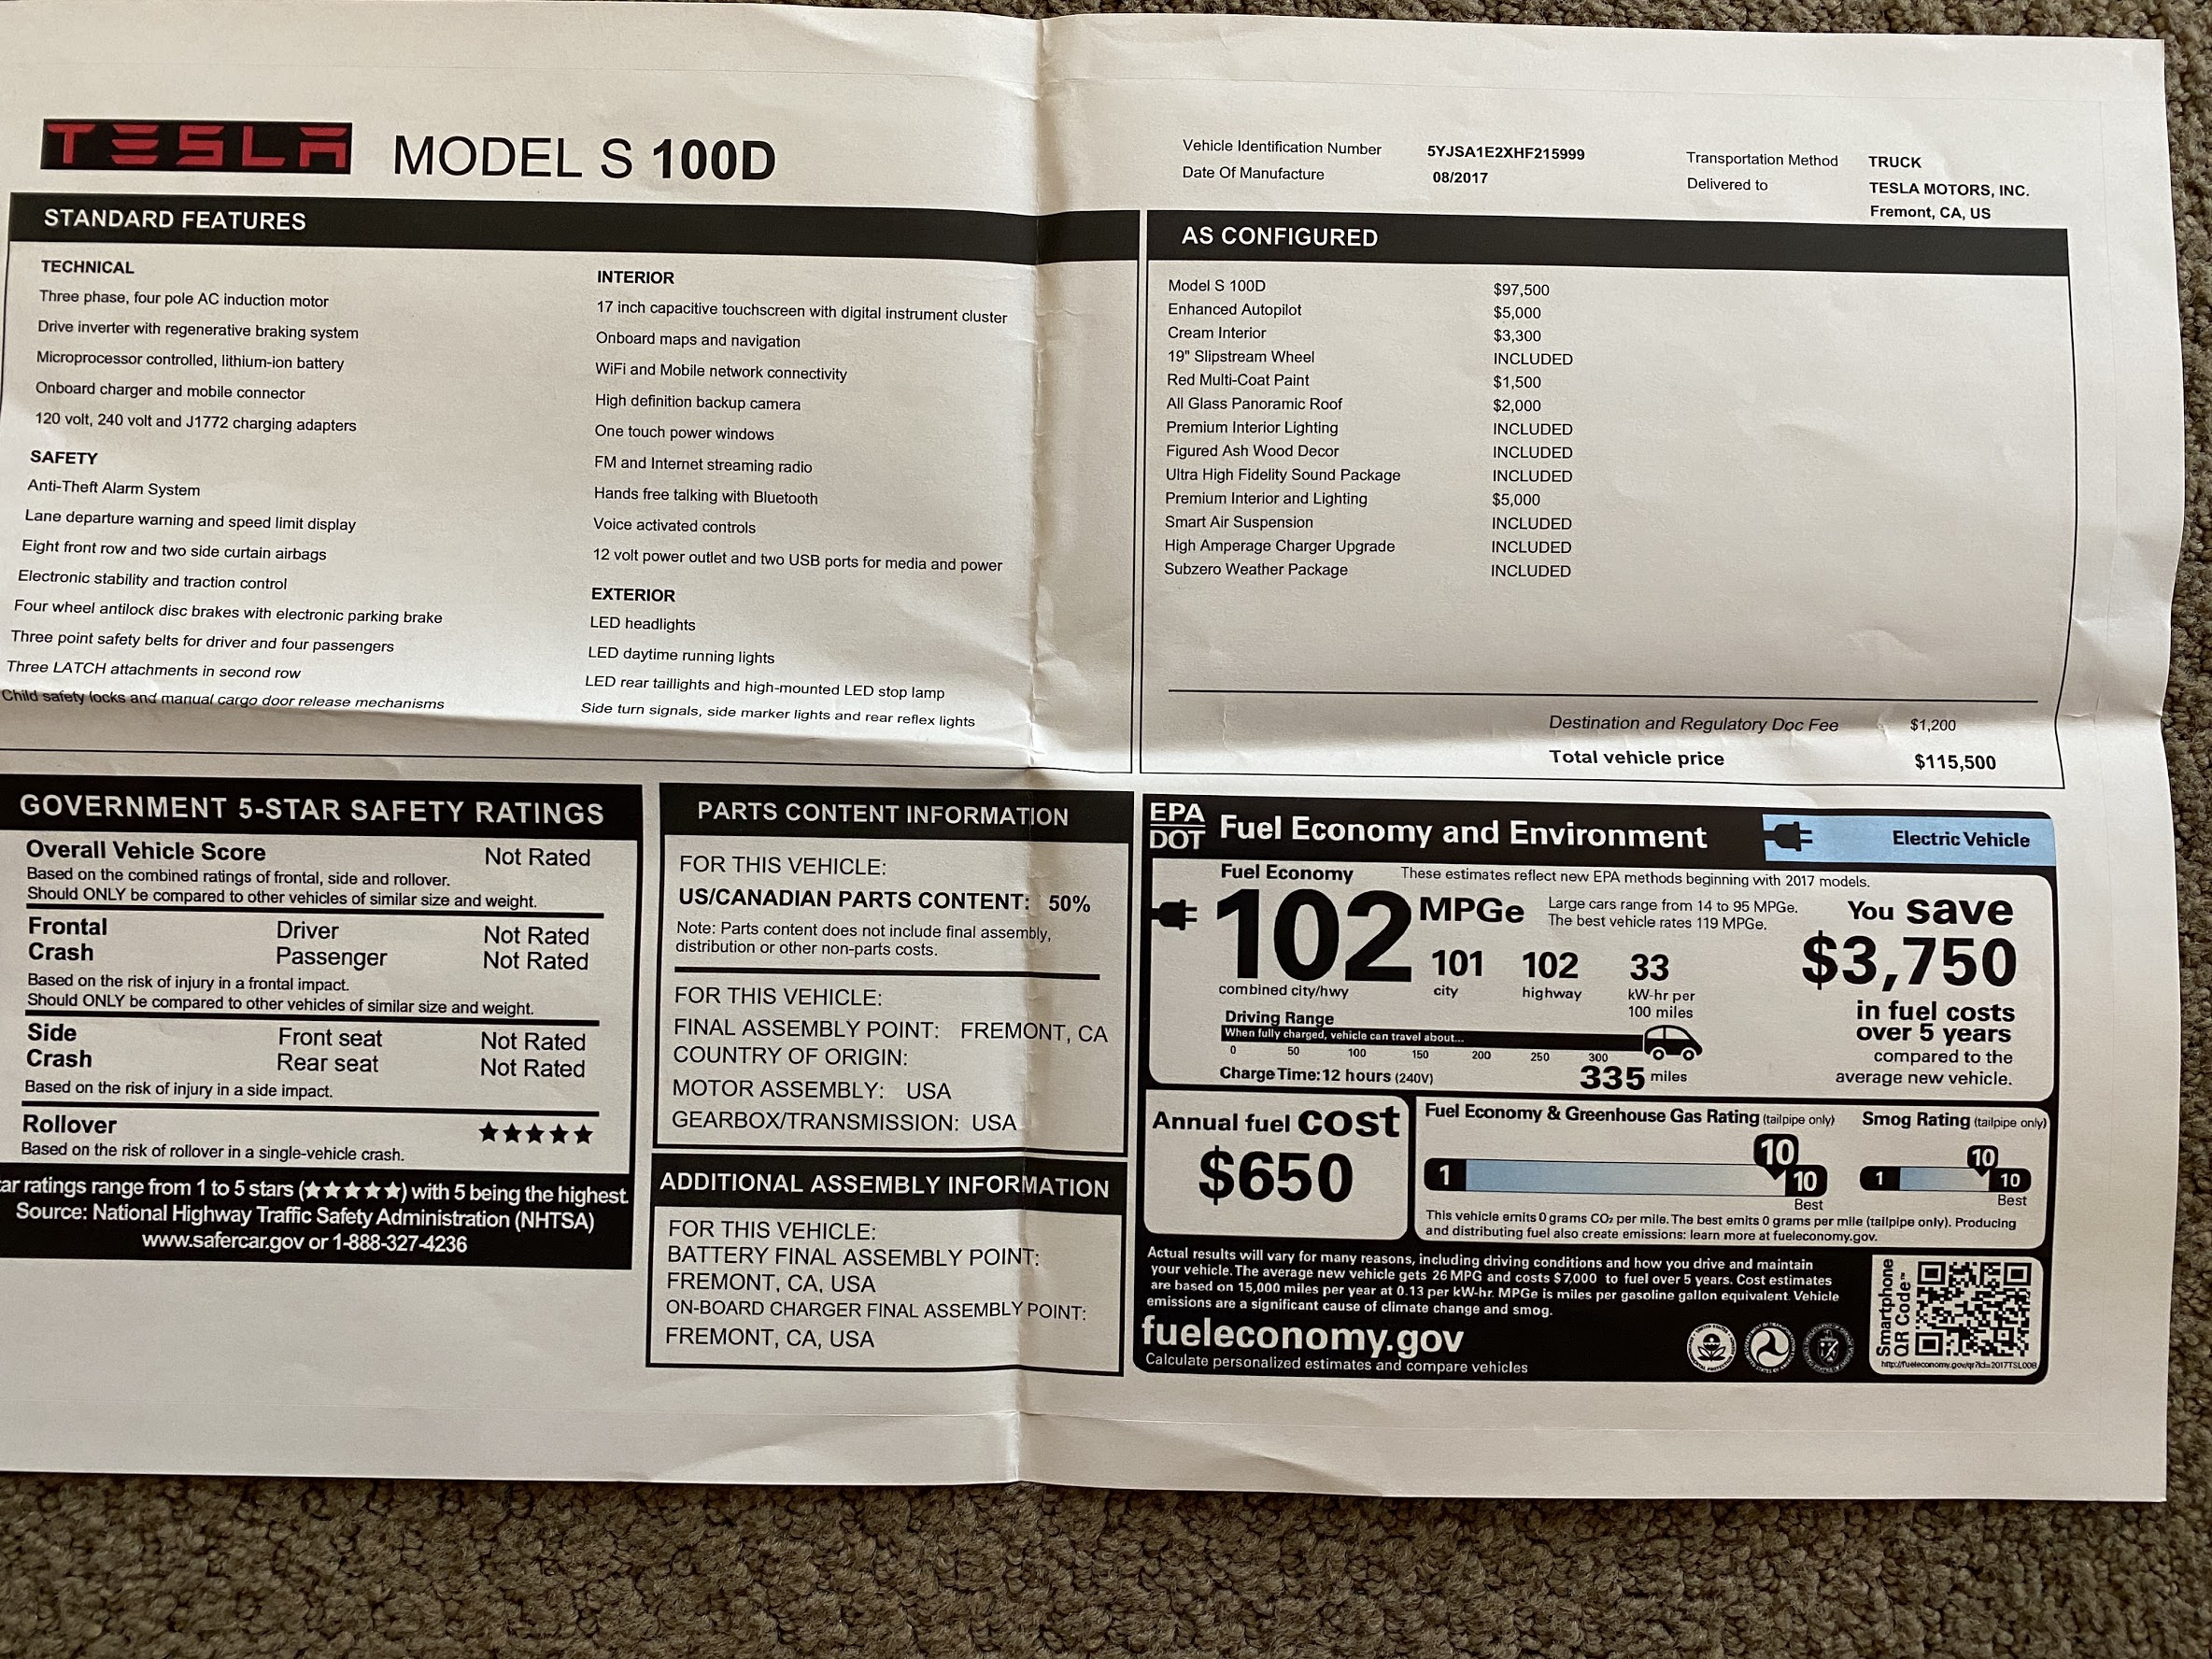 TESLA MODEL S 100D
Vehicle Identification Number 5YJSA1E2XHF215999
Date Of Manufacture 08/2017
Transportation Method TRUCK
Delivered to TESLA MOTORS, INC.
Fremont, CA, US
STANDARD FEATURES
TECHNICAL
Three phase, four pole AC induction motor
Drive inverter with regenerative braking system
Microprocessor controlled, lithium-ion battery
Onboard charger and mobile connector
120 volt, 240 volt and J1772 charging adapters
SAFETY
Anti-Theft Alarm System
Lane departure warning and speed limit display
Eight front row and two side curtain airbags
Electronic stability and traction control
Four wheel antilock disc brakes with electronic parking brake
Three point safety belts for driver and four passengers
Three LATCH attachments in second row
Child safety locks and manual cargo door release mechanisms
INTERIOR
17 inch capacitive touchscreen with digital instrument cluster
Onboard maps and navigation
WiFi and Mobile network connectivity
High definition backup camera
One touch power windows
FM and Internet streaming radio
Hands free talking with Bluetooth
Voice activated controls
12 volt power outlet and two USB ports for media and power
EXTERIOR
LED headlights
LED daytime running lights
LED rear taillights and high-mounted LED stop lamp
Side turn signals, side marker lights and rear reflex lights
AS CONFIGURED
Model S 100D $97,500
Enhanced Autopilot $5,000
Cream Interior $3,300
19" Slipstream Wheel INCLUDED
Red Multi-Coat Paint $1,500
All Glass Panoramic Roof $2,000
Premium Interior Lighting INCLUDED
Figured Ash Wood Decor INCLUDED
Ultra High Fidelity Sound Package INCLUDED
Premium Interior and Lighting $5,000
Smart Air Suspension INCLUDED
High Amperage Charger Upgrade INCLUDED
Subzero Weather Package INCLUDED
Destination and Regulatory Doc Fee $1,200
Total vehicle price $115,500
GOVERNMENT 5-STAR SAFETY RATINGS
Overall Vehicle Score Not Rated
Based on the combined ratings of frontal, side and rollover.
Should ONLY be compared to other vehicles of similar size and weight.
Frontal Driver Not Rated
Crash Passenger Not Rated
Based on the risk of injury in a frontal impact.
Should ONLY be compared to other vehicles of similar size and weight.
Side Front seat Not Rated
Crash Rear seat Not Rated
Based on the risk of injury in a side impact.
Rollover ★★★★★
Based on the risk of rollover in a single-vehicle crash.
ar ratings range from 1 to 5 stars (★★★★★) with 5 being the highest.
Source: National Highway Traffic Safety Administration (NHTSA)
www.safercar.gov or 1-888-327-4236
PARTS CONTENT INFORMATION
FOR THIS VEHICLE:
US/CANADIAN PARTS CONTENT: 50%
Note: Parts content does not include final assembly,
distribution or other non-parts costs.
FOR THIS VEHICLE:
FINAL ASSEMBLY POINT: FREMONT, CA
COUNTRY OF ORIGIN:
MOTOR ASSEMBLY: USA
GEARBOX/TRANSMISSION: USA
ADDITIONAL ASSEMBLY INFORMATION
FOR THIS VEHICLE:
BATTERY FINAL ASSEMBLY POINT:
FREMONT, CA, USA
ON-BOARD CHARGER FINAL ASSEMBLY POINT:
FREMONT, CA, USA
EPA
DOT Fuel Economy and Environment
Electric Vehicle
Fuel Economy
These estimates reflect new EPA methods beginning with 2017 models.
102 MPGe
Large cars range from 14 to 95 MPGe.
The best vehicle rates 119 MPGe.
combined city/hwy
101 city
102 highway
33 kW-hr per
100 miles
You save
$3,750
in fuel costs
over 5 years
compared to the
average new vehicle.
Driving Range
When fully charged, vehicle can travel about...
0 50 100 150 200 250 300
335 miles
Charge Time: 12 hours (240V)
Annual fuel cost
$650
Fuel Economy & Greenhouse Gas Rating (tailpipe only)
10
1 10
Best
Smog Rating (tailpipe only)
10
1 10
Best
This vehicle emits 0 grams CO₂ per mile. The best emits 0 grams per mile (tailpipe only). Producing
and distributing fuel also create emissions: learn more at fueleconomy.gov.
Actual results will vary for many reasons, including driving conditions and how you drive and maintain
your vehicle. The average new vehicle gets 26 MPG and costs $7,000 to fuel over 5 years. Cost estimates
are based on 15,000 miles per year at 0.13 per kW-hr. MPGe is miles per gasoline gallon equivalent. Vehicle
emissions are a significant cause of climate change and smog.
fueleconomy.gov
Calculate personalized estimates and compare vehicles
Smartphone
QR Code™
http://fueleconomy.gov/qr?id=2017TSL008